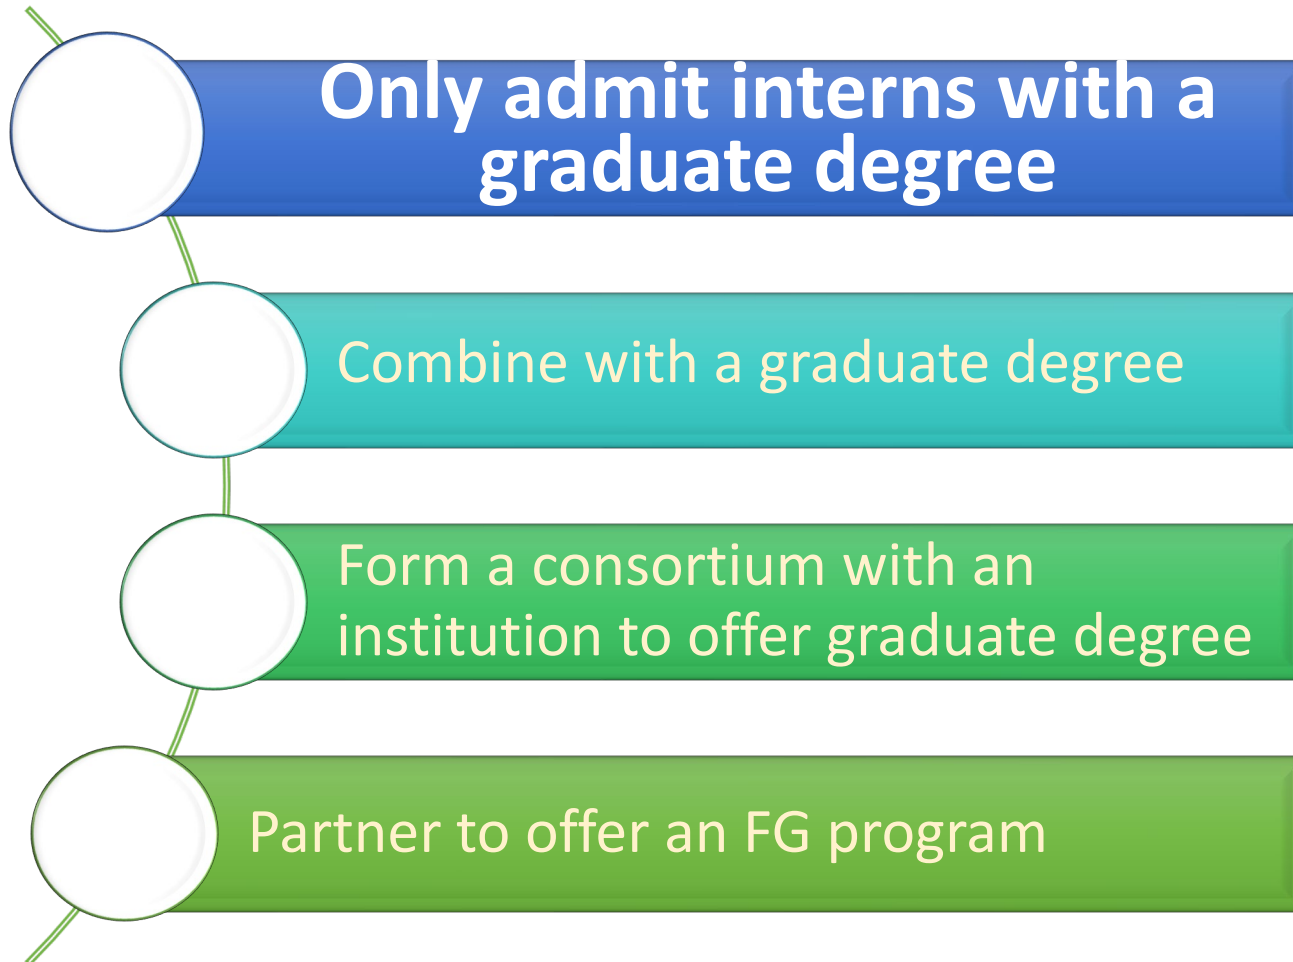 Only admit interns with a
graduate degree
Combine with a graduate degree
Form a consortium with an
institution to offer graduate degree
Partner to offer an FG program